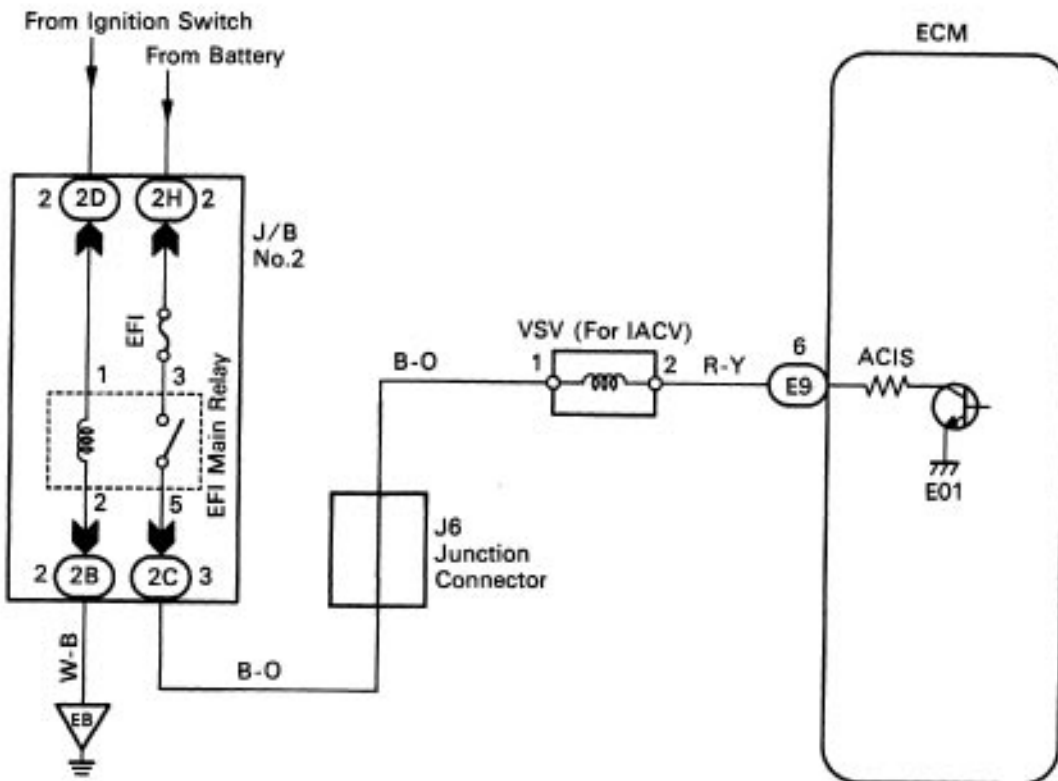 From Ignition Switch
From Battery
ECM
2 2D 2H 2
J/B
No.2
EFI
1 3
EFI Main Relay
2 5
2 2B 2C 3
W-B
EB
B-O
J6
Junction
Connector
B-O
VSV (For IACV)
1 2
R-Y
6
E9
ACIS
E01